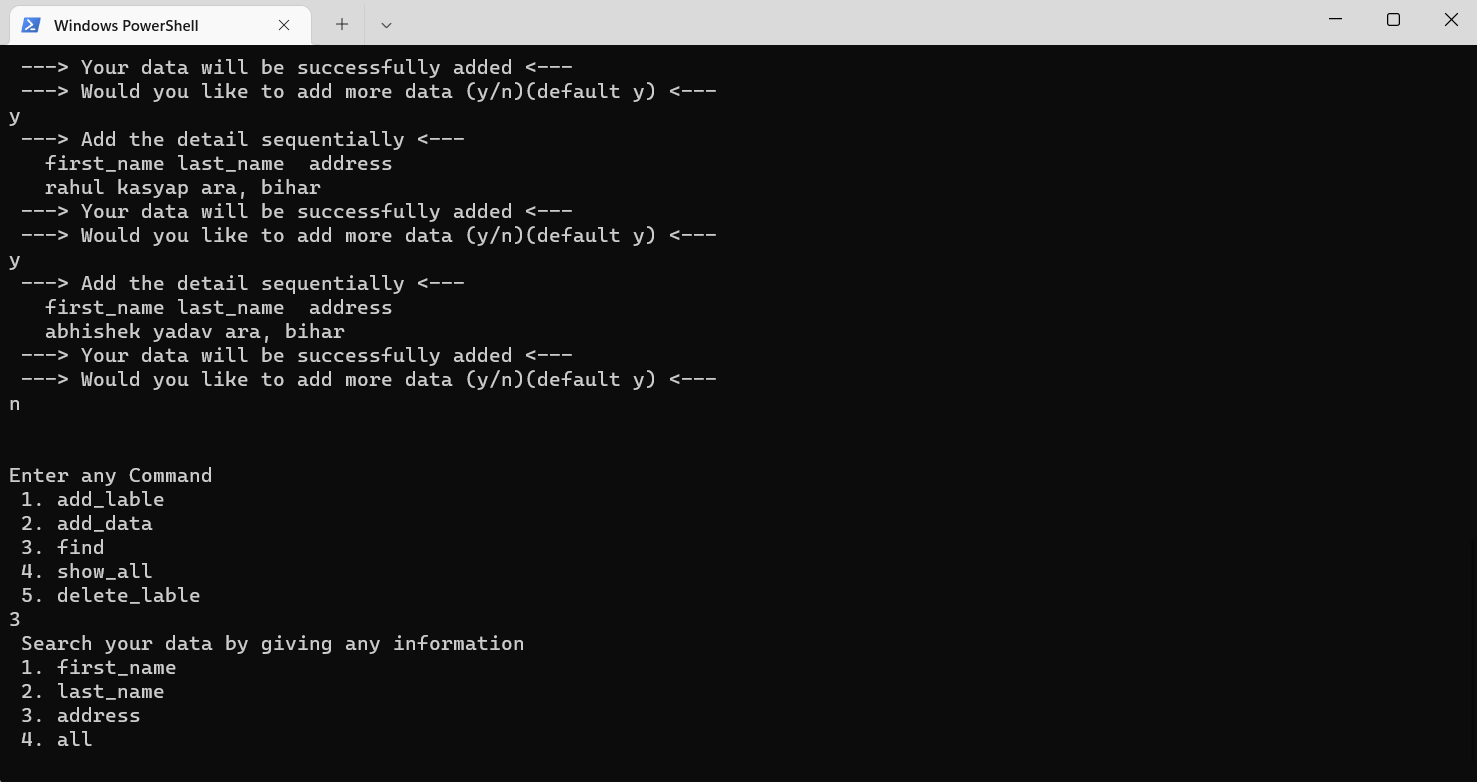 Windows PowerShell
---> Your data will be successfully added <---
---> Would you like to add more data (y/n)(default y) <---
y
---> Add the detail sequentially <---
first_name last_name  address
rahul kasyap ara, bihar
---> Your data will be successfully added <---
---> Would you like to add more data (y/n)(default y) <---
y
---> Add the detail sequentially <---
first_name last_name  address
abhishek yadav ara, bihar
---> Your data will be successfully added <---
---> Would you like to add more data (y/n)(default y) <---
n
Enter any Command
1. add_lable
2. add_data
3. find
4. show_all
5. delete_lable
3
Search your data by giving any information
1. first_name
2. last_name
3. address
4. all